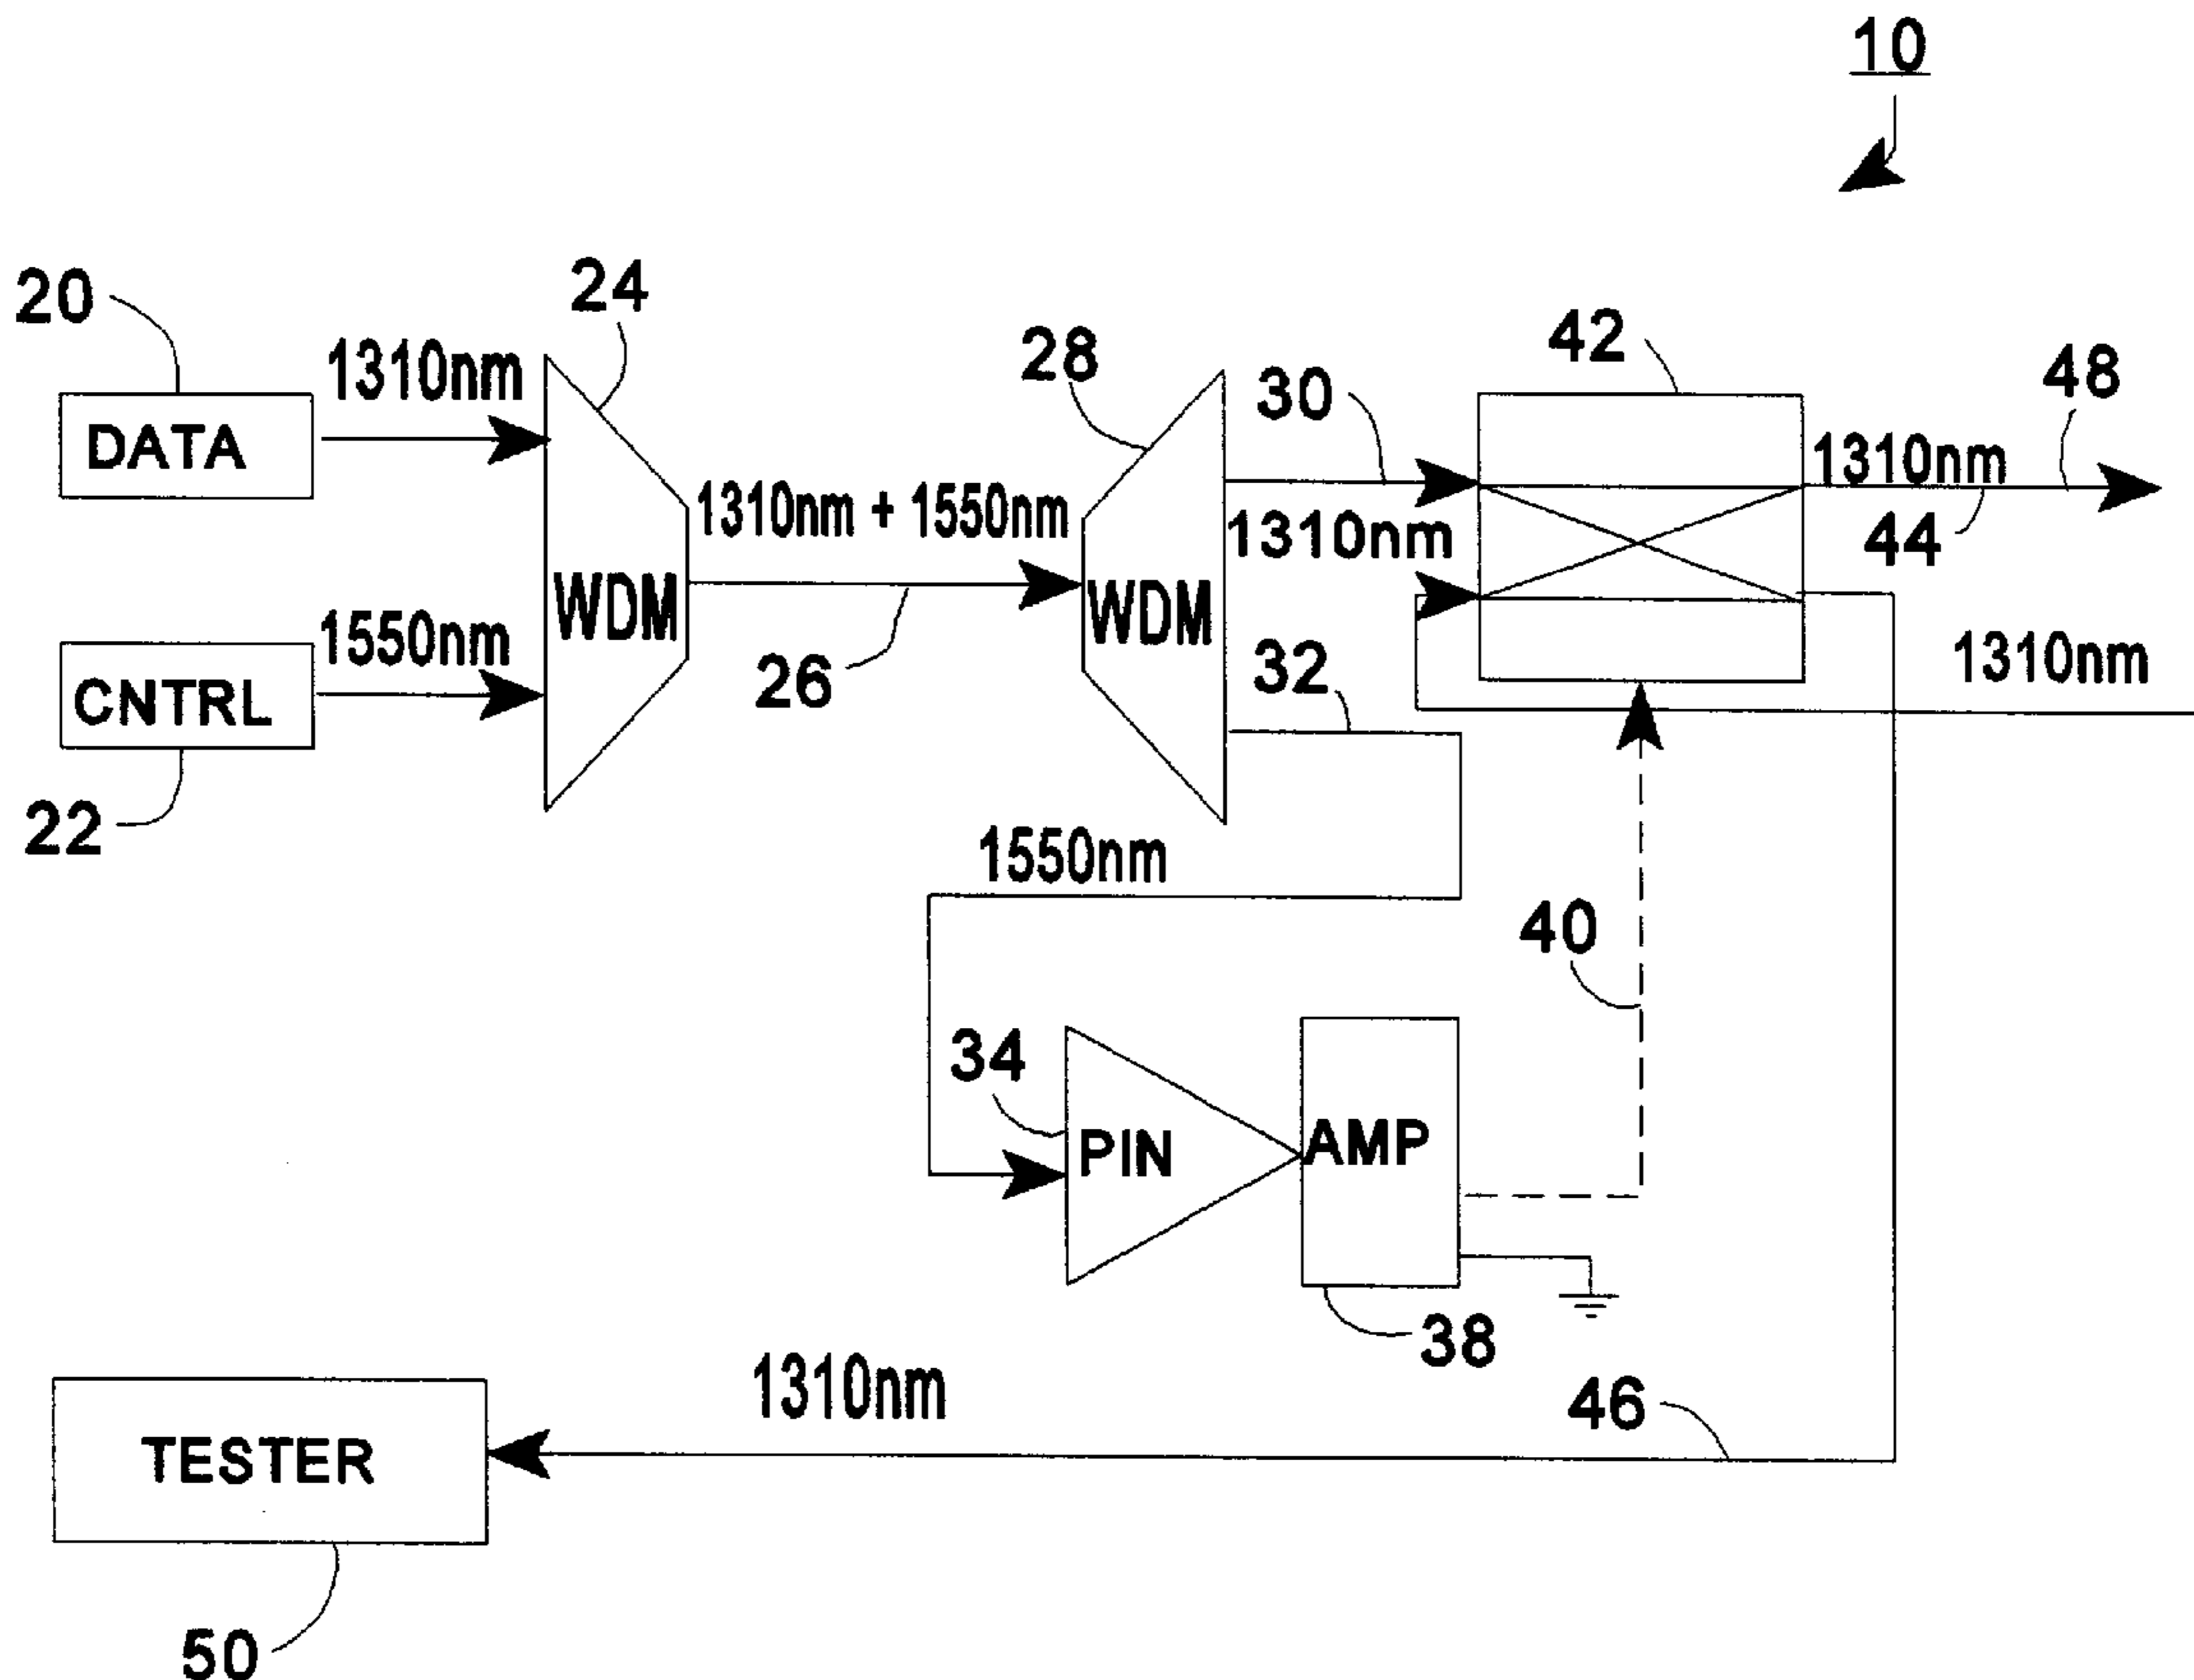 10
20
24
1310nm
28
42
48
30
DATA
1310nm
1310nm + 1550nm
1310nm
44
WDM
WDM
1550nm
26
32
1310nm
CNTRL
22
1550nm
40
34
PIN
AMP
38
1310nm
46
TESTER
50